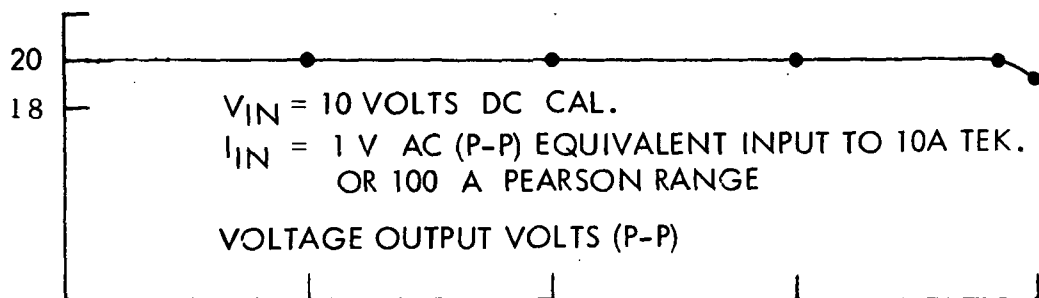 20
18
VIN = 10 VOLTS DC CAL.
IIN = 1 V AC (P-P) EQUIVALENT INPUT TO 10A TEK.
OR 100 A PEARSON RANGE
VOLTAGE OUTPUT VOLTS (P-P)